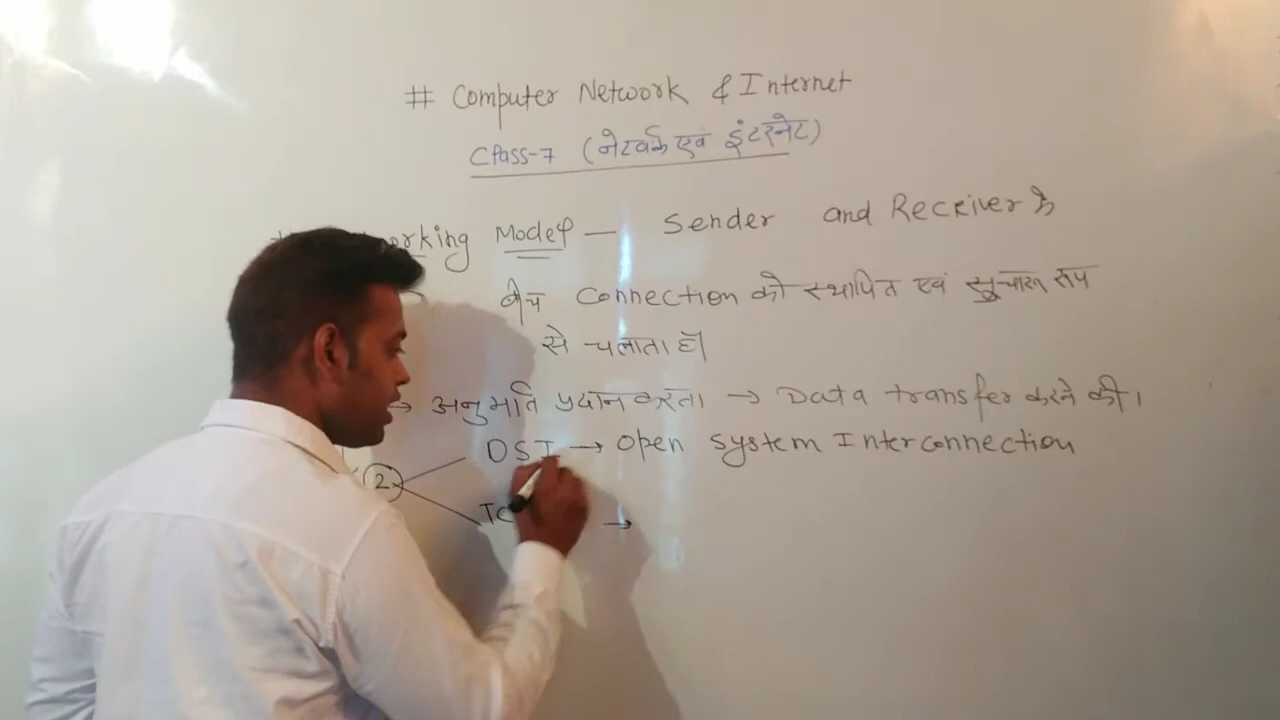 # Computer Network & Internet
Class-7 (नेटवर्क एवं इंटरनेट)
Model — Sender and Receiver के
बीच Connection को स्थापित एवं सुचारू रूप
से चलाता है।
→ अनुमति प्रदान करता → Data transfer करने की।
OSI → Open System Interconnection
2
→